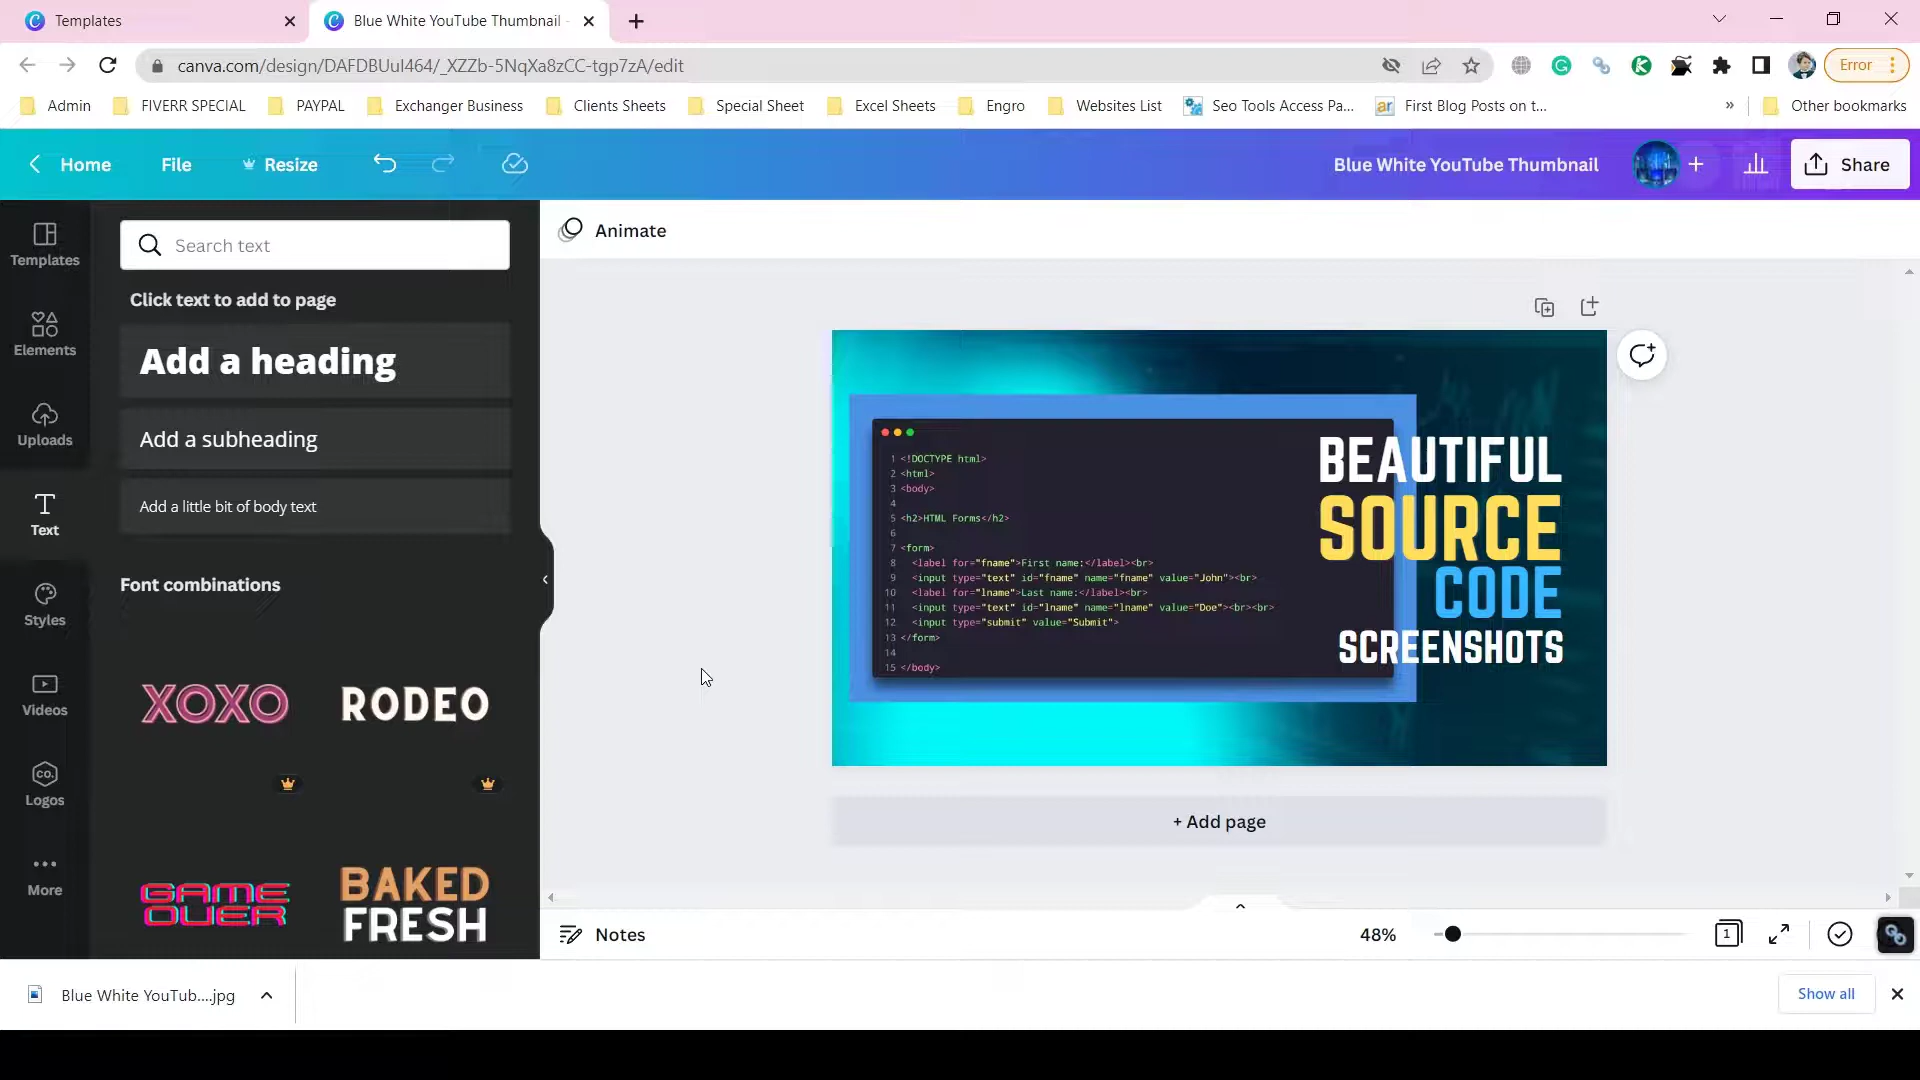 Templates
Blue White YouTube Thumbnail -
canva.com/design/DAFDBUuI464/_XZZb-5NqXa8zCC-tgp7zA/edit
Error
Admin
FIVERR SPECIAL
PAYPAL
Exchanger Business
Clients Sheets
Special Sheet
Excel Sheets
Engro
Websites List
Seo Tools Access Pa...
ar
First Blog Posts on t...
»
Other bookmarks
Home
File
Resize
Blue White YouTube Thumbnail
Share
Templates
Elements
Uploads
Text
Styles
Videos
CO.
Logos
More
Search text
Click text to add to page
Add a heading
Add a subheading
Add a little bit of body text
Font combinations
XOXO
RODEO
GAME
OVER
BAKED
FRESH
Animate
1 <!DOCTYPE html>
2 <html>
3 <body>
4
5 <h2>HTML Forms</h2>
6
7 <form>
8 <label for="fname">First name:</label><br>
9 <input type="text" id="fname" name="fname" value="John"><br>
10 <label for="lname">Last name:</label><br>
11 <input type="text" id="lname" name="lname" value="Doe"><br><br>
12 <input type="submit" value="Submit">
13 </form>
14
15 </body>
BEAUTIFUL
SOURCE
CODE
SCREENSHOTS
+ Add page
Notes
48%
1
Blue White YouTub....jpg
Show all